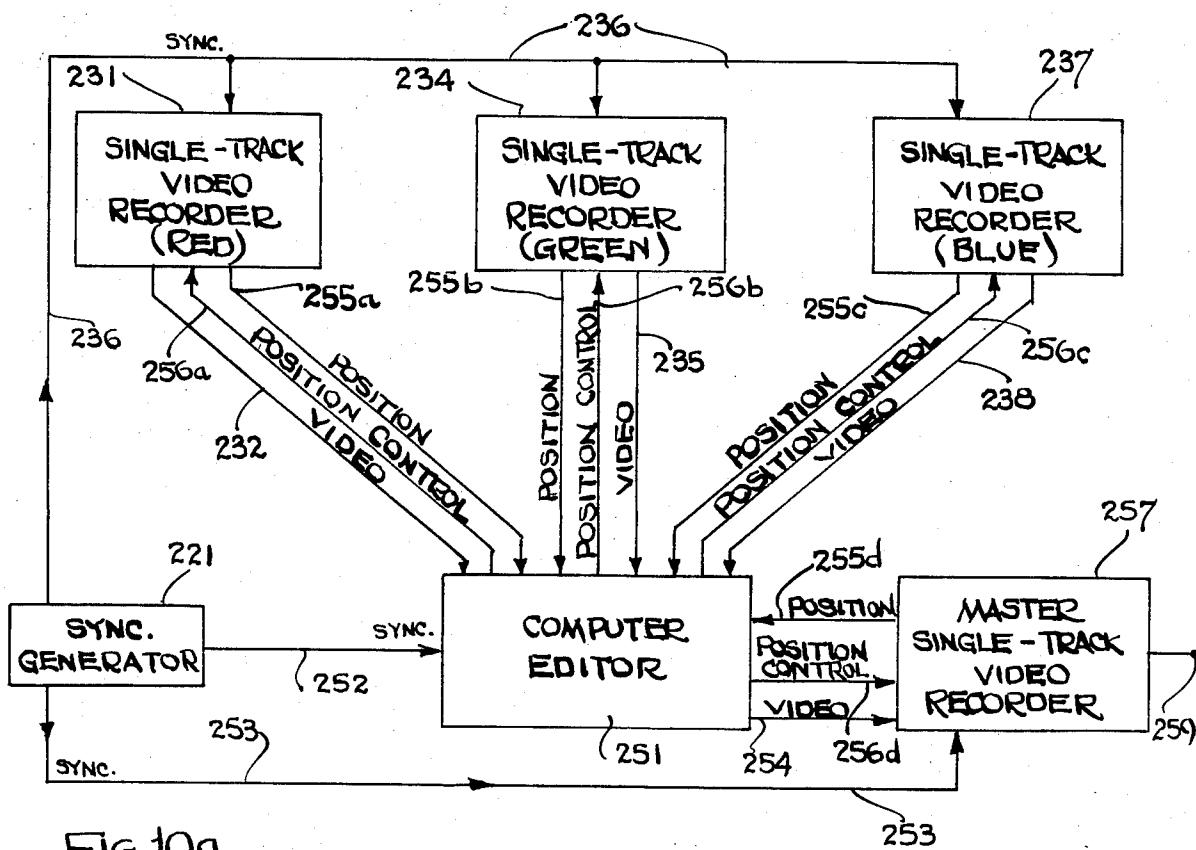 SYNC.
236
231
234
237
SINGLE-TRACK
VIDEO
RECORDER
(RED)
SINGLE-TRACK
VIDEO
RECORDER
(GREEN)
SINGLE-TRACK
VIDEO
RECORDER
(BLUE)
236
256a
255a
232
POSITION
POSITION CONTROL
VIDEO
255b
256b
235
POSITION
POSITION CONTROL
VIDEO
255c
256c
238
POSITION
POSITION CONTROL
VIDEO
221
SYNC.
GENERATOR
SYNC.
252
COMPUTER
EDITOR
251
255d
POSITION
POSITION
CONTROL
VIDEO
254
256d
257
MASTER
SINGLE-TRACK
VIDEO
RECORDER
259
SYNC.
253
253
Fig. 10a